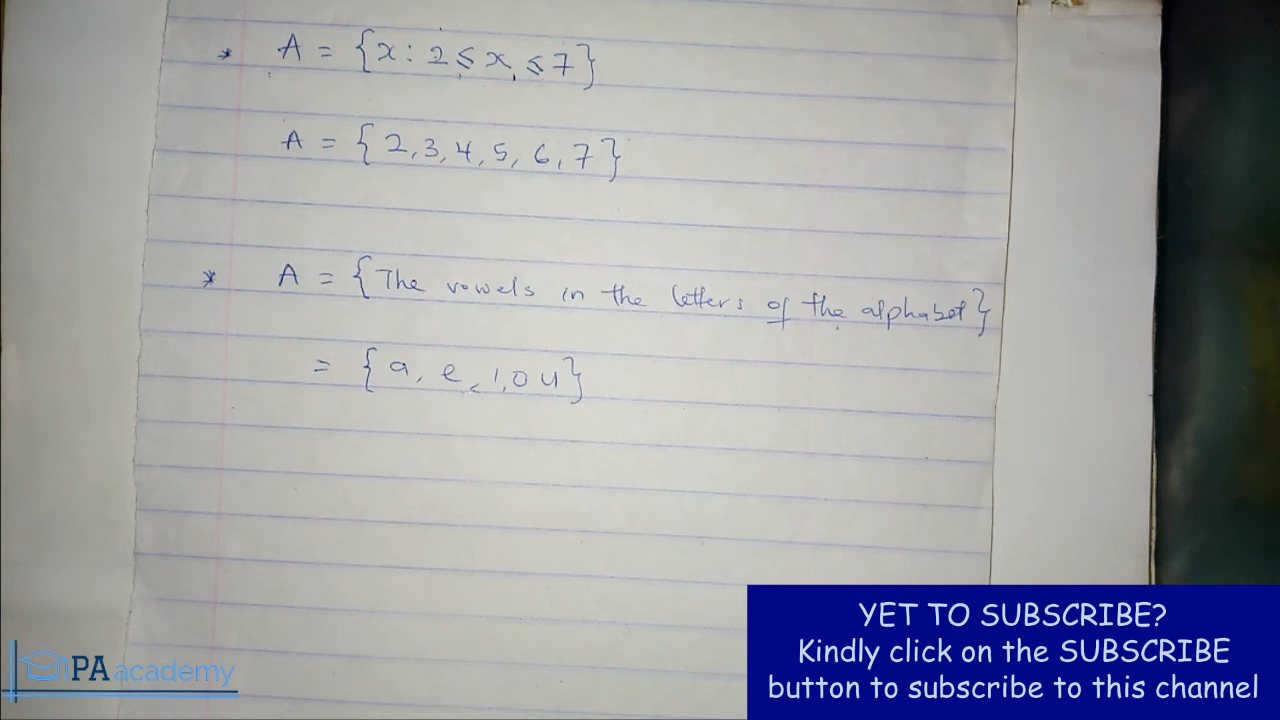 * A = {x : 2 ≤ x ≤ 7}
A = {2, 3, 4, 5, 6, 7}
* A = {The vowels in the letters of the alphabet}
= {a, e, i, o u}
YET TO SUBSCRIBE?
Kindly click on the SUBSCRIBE
button to subscribe to this channel
PA academy